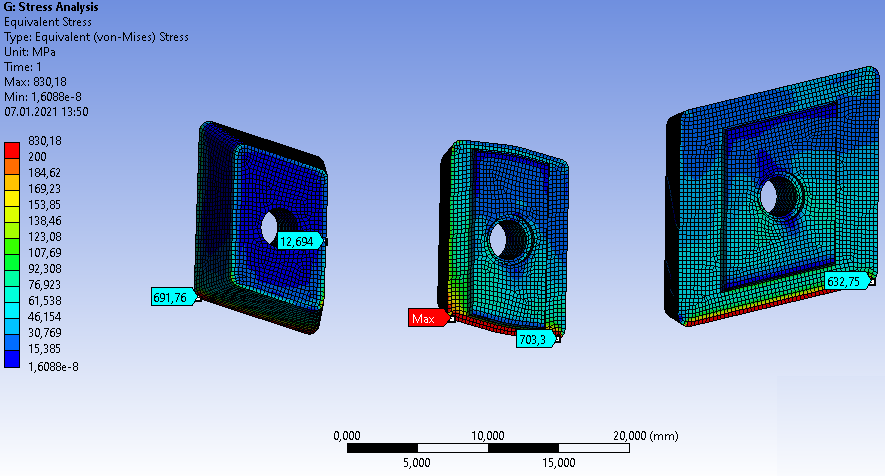 G: Stress Analysis
Equivalent Stress
Type: Equivalent (von-Mises) Stress
Unit: MPa
Time: 1
Max: 830,18
Min: 1,6088e-8
07.01.2021 13:50
830,18
200
184,62
169,23
153,85
138,46
123,08
107,69
92,308
76,923
61,538
46,154
30,769
15,385
1,6088e-8
12,694
691,76
Max
703,3
632,75
0,000
10,000
20,000 (mm)
5,000
15,000